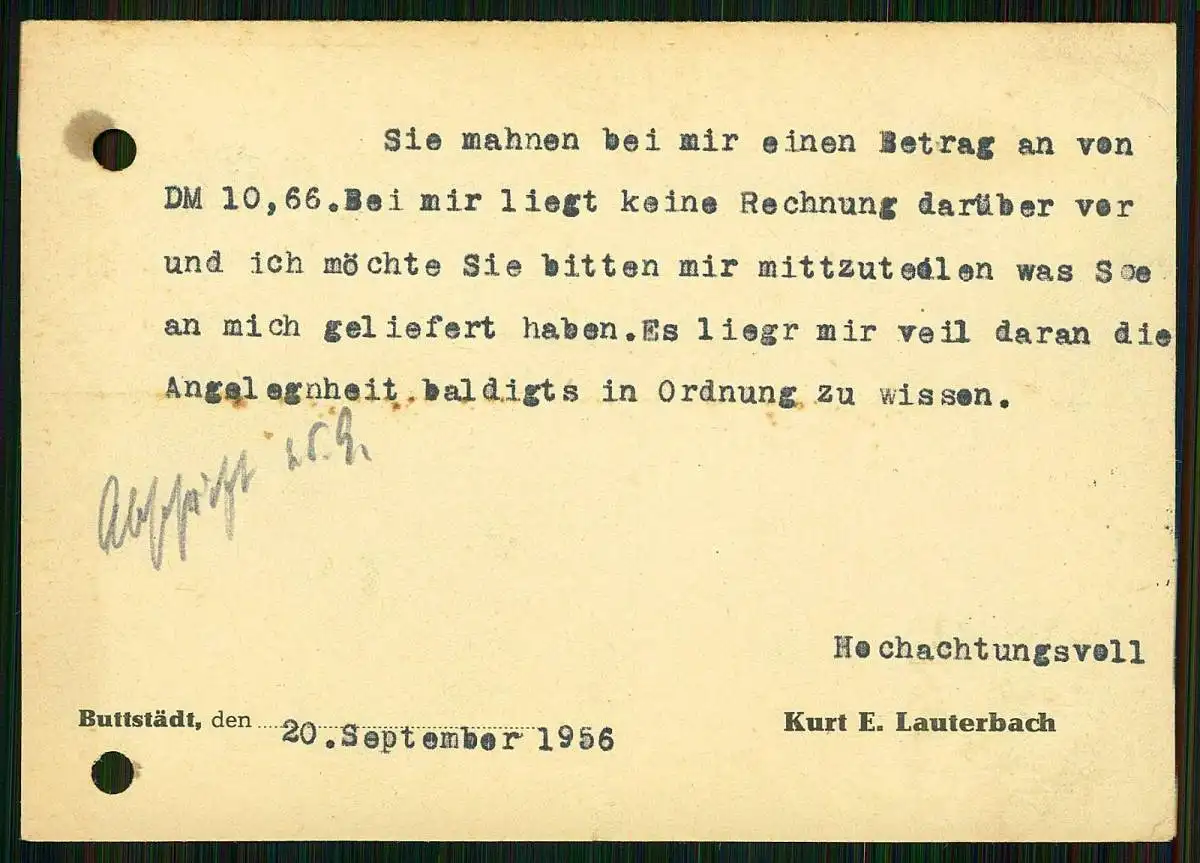 Sie mahnen bei mir einen Betrag an von
DM 10,66.Bei mir liegt keine Rechnung darüber vor
und ich möchte Sie bitten mir mittzuteilen was Soe
an mich geliefert haben.Es liegr mir veil daran die
Angelegnheit baldigts in Ordnung zu wissen.
Hochachtungsvoll
Buttstädt, den 20.September 1956
Kurt E. Lauterbach